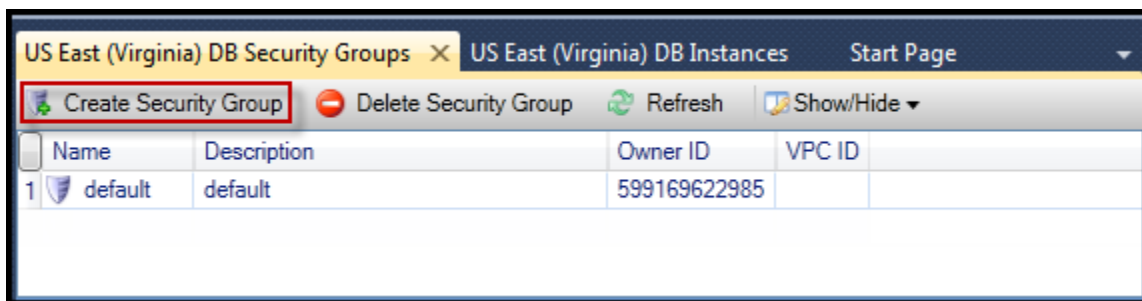 US East (Virginia) DB Security Groups US East (Virginia) DB Instances Start Page
Create Security Group Delete Security Group Refresh Show/Hide
Name Description Owner ID VPC ID
1 default default 599169622985